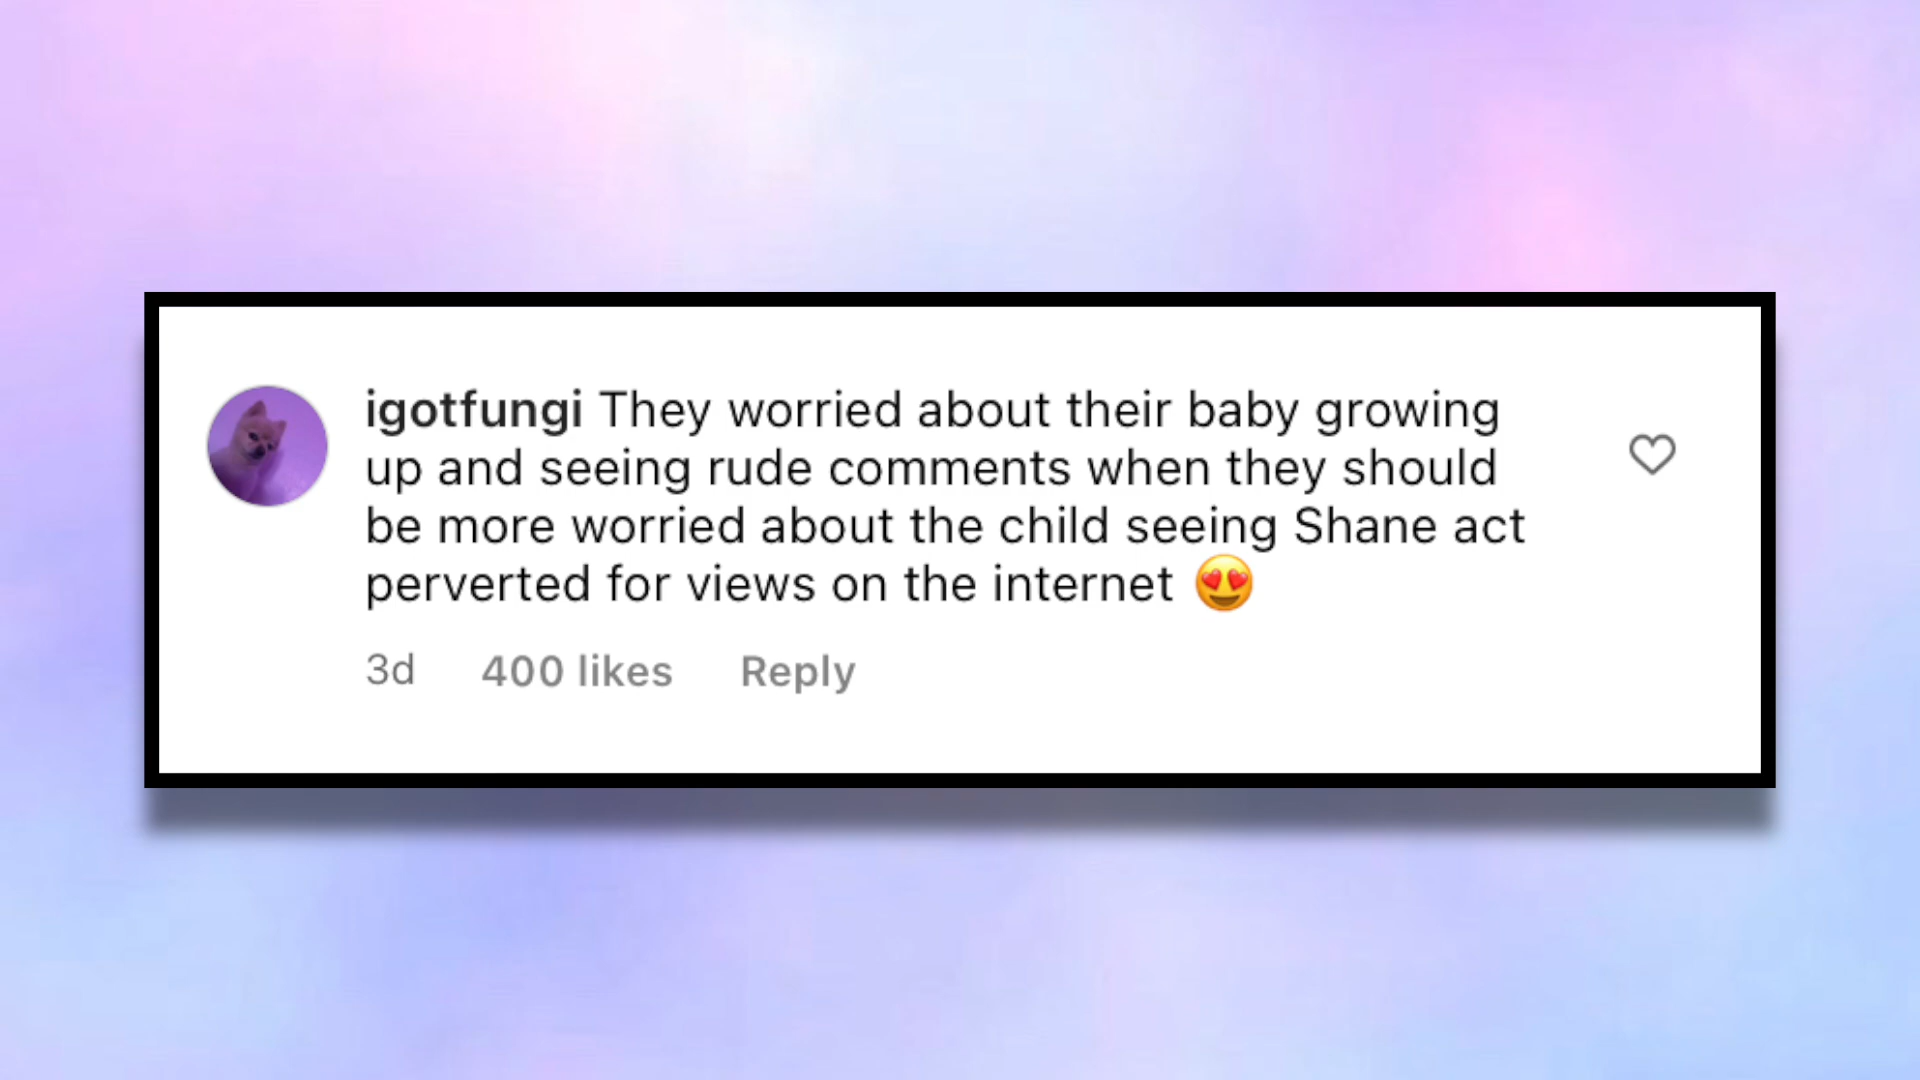 igotfungi They worried about their baby growing
up and seeing rude comments when they should
be more worried about the child seeing Shane act
perverted for views on the internet 😍
3d 400 likes Reply